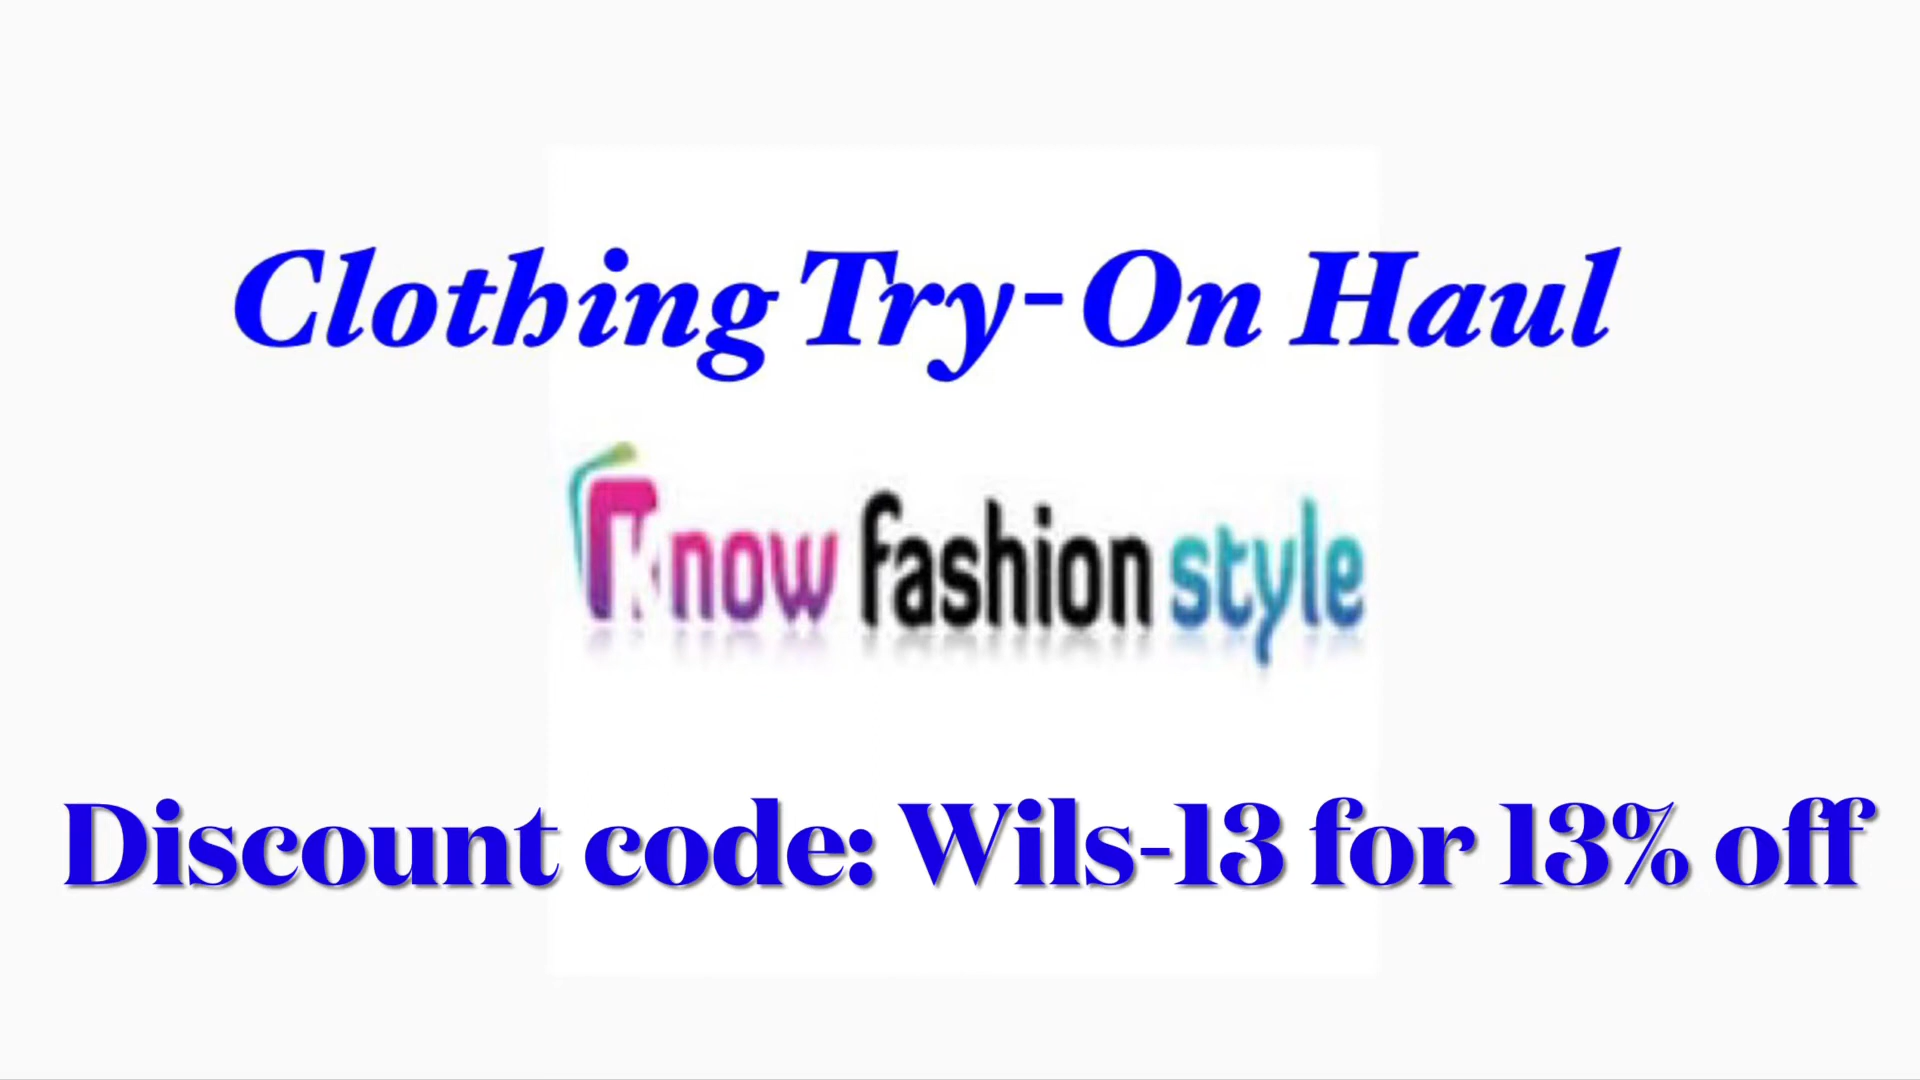 Clothing Try-On Haul
Know fashion style
Discount code: Wils-13 for 13% off